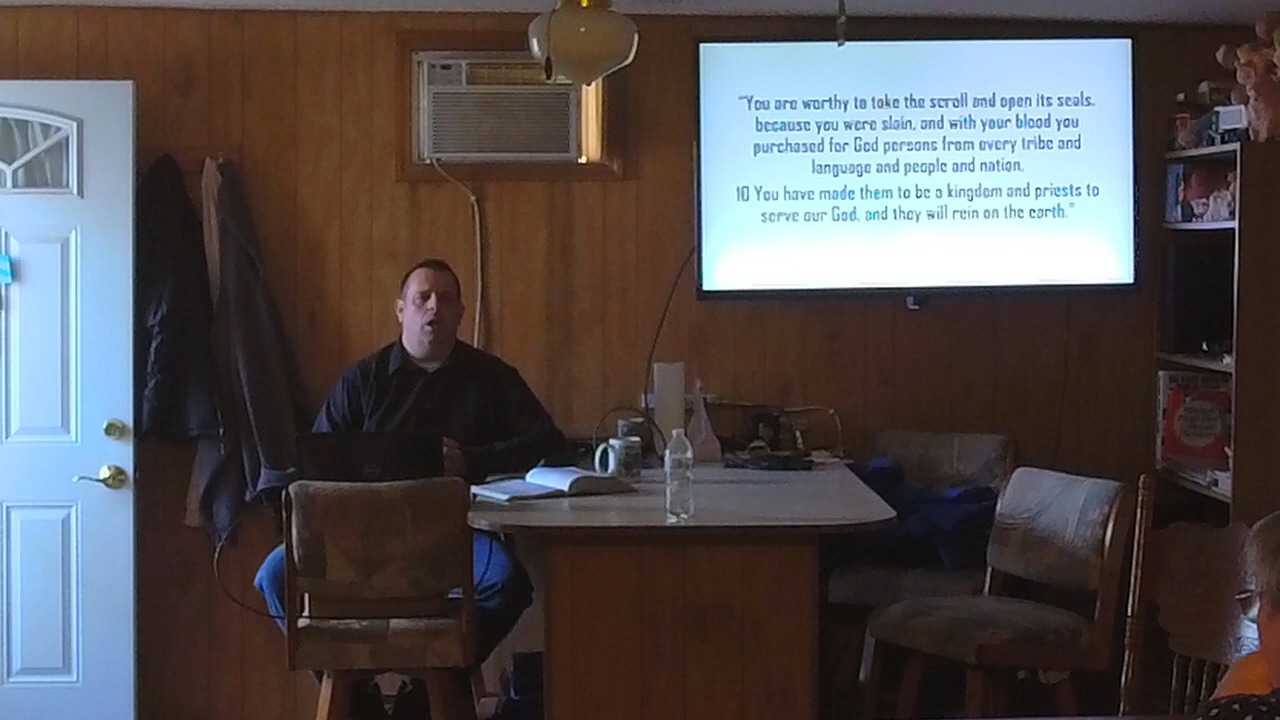 "You are worthy to take the scroll and open its seals,
because you were slain, and with your blood you
purchased for God persons from every tribe and
language and people and nation.
10 You have made them to be a kingdom and priests to
serve our God, and they will rein on the earth."